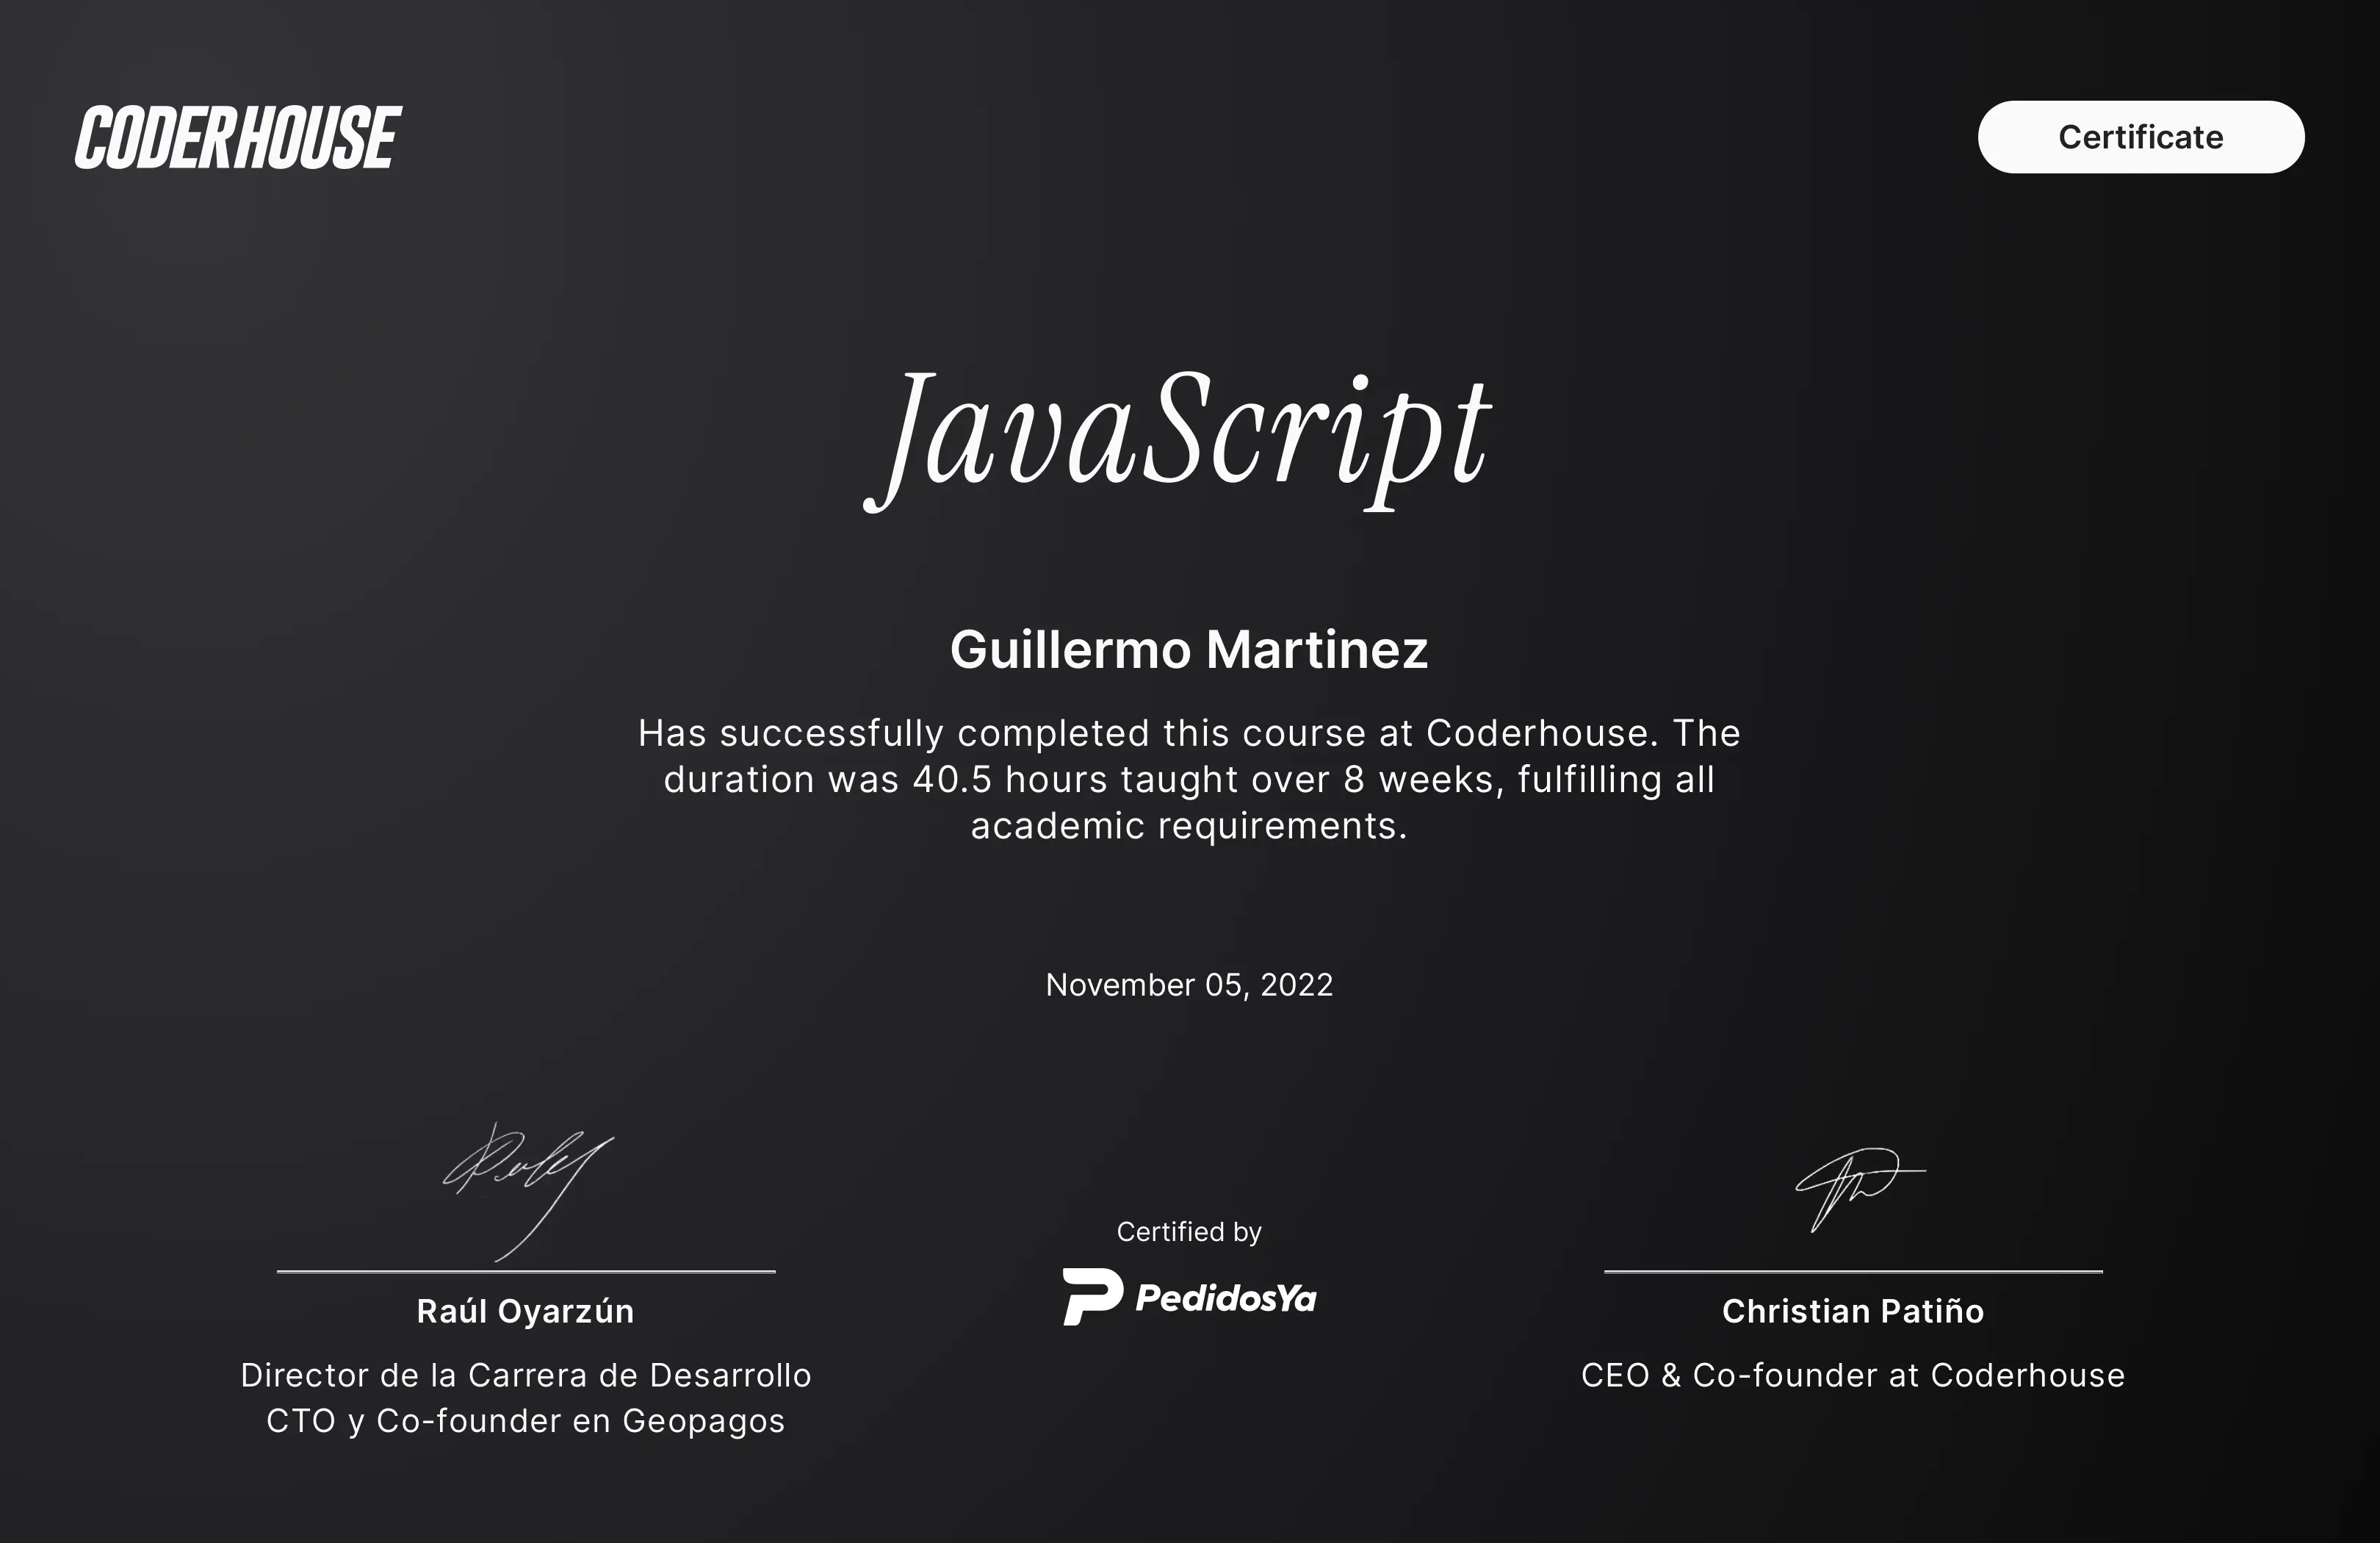 CODERHOUSE
Certificate
JavaScript
Guillermo Martinez
Has successfully completed this course at Coderhouse. The
duration was 40.5 hours taught over 8 weeks, fulfilling all
academic requirements.
November 05, 2022
Certified by
PedidosYa
Raúl Oyarzún
Director de la Carrera de Desarrollo
CTO y Co-founder en Geopagos
Christian Patiño
CEO & Co-founder at Coderhouse